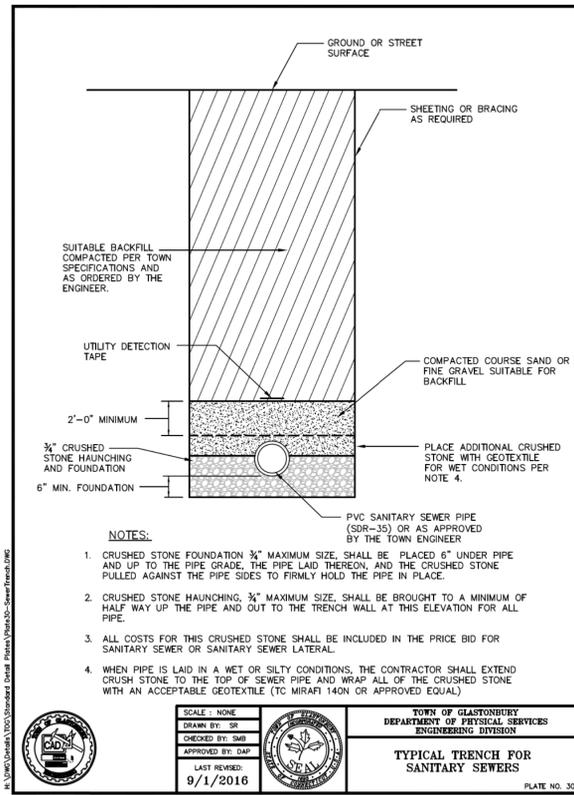 GROUND OR STREET
SURFACE
SHEETING OR BRACING
AS REQUIRED
SUITABLE BACKFILL
COMPACTED PER TOWN
SPECIFICATIONS AND
AS ORDERED BY THE
ENGINEER.
UTILITY DETECTION
TAPE
COMPACTED COURSE SAND OR
FINE GRAVEL SUITABLE FOR
BACKFILL
2'-0" MINIMUM
¾" CRUSHED
STONE HAUNCHING
AND FOUNDATION
PLACE ADDITIONAL CRUSHED
STONE WITH GEOTEXTILE
FOR WET CONDITIONS PER
NOTE 4.
6" MIN. FOUNDATION
PVC SANITARY SEWER PIPE
(SDR-35) OR AS APPROVED
BY THE TOWN ENGINEER
NOTES:
1. CRUSHED STONE FOUNDATION ¾" MAXIMUM SIZE, SHALL BE PLACED 6" UNDER PIPE
AND UP TO THE PIPE GRADE, THE PIPE LAID THEREON, AND THE CRUSHED STONE
PULLED AGAINST THE PIPE SIDES TO FIRMLY HOLD THE PIPE IN PLACE.
2. CRUSHED STONE HAUNCHING, ¾" MAXIMUM SIZE, SHALL BE BROUGHT TO A MINIMUM OF
HALF WAY UP THE PIPE AND OUT TO THE TRENCH WALL AT THIS ELEVATION FOR ALL
PIPE.
3. ALL COSTS FOR THIS CRUSHED STONE SHALL BE INCLUDED IN THE PRICE BID FOR
SANITARY SEWER OR SANITARY SEWER LATERAL.
4. WHEN PIPE IS LAID IN A WET OR SILTY CONDITIONS, THE CONTRACTOR SHALL EXTEND
CRUSH STONE TO THE TOP OF SEWER PIPE AND WRAP ALL OF THE CRUSHED STONE
WITH AN ACCEPTABLE GEOTEXTILE (TC MIRAFI 140N OR APPROVED EQUAL)
H:\DWG\Details\TOG\Standard Detail Plates\Plate30-SewerTrench.DWG
CAD
SCALE : NONE
DRAWN BY: SR
CHECKED BY: SMB
APPROVED BY: DAP
LAST REVISED:
9/1/2016
SEAL
TOWN OF GLASTONBURY
DEPARTMENT OF PHYSICAL SERVICES
ENGINEERING DIVISION
TYPICAL TRENCH FOR
SANITARY SEWERS
PLATE NO. 30